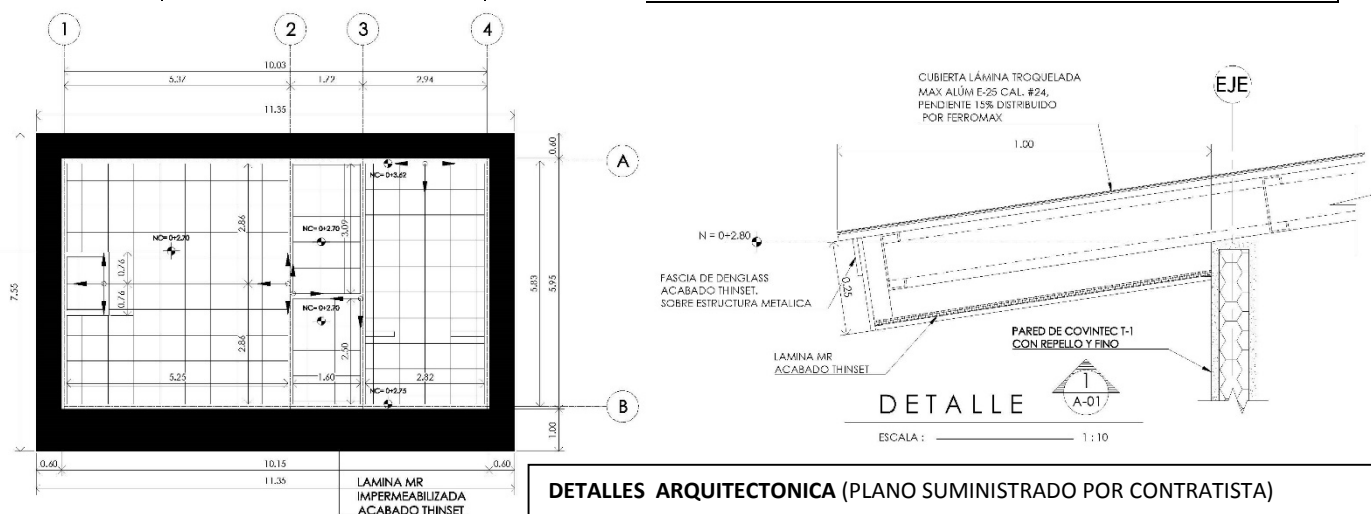 1
2
3
4
10.03
5.37
1.72
2.94
11.35
0.60
A
NC= 0+3.62
2.86
3.09
NC= 0+2.70
NC= 0+2.70
0.76
0.76
7.55
5.83
5.95
NC= 0+2.70
2.86
2.50
5.25
1.60
2.82
NC= 0+2.75
B
1.00
0.60
10.15
0.60
11.35
LAMINA MR
IMPERMEABILIZADA
ACABADO THINSET
CUBIERTA LÁMINA TROQUELADA
MAX ALÚM E-25 CAL. #24,
PENDIENTE 15% DISTRIBUIDO
POR FERROMAX
EJE
1.00
N = 0+2.80
FASCIA DE DENGLASS
ACABADO THINSET.
SOBRE ESTRUCTURA METALICA
0.25
LAMINA MR
ACABADO THINSET
PARED DE COVINTEC T-1
CON REPELLO Y FINO
DETALLE
1
A-01
ESCALA :
1 : 10
DETALLES ARQUITECTONICA (PLANO SUMINISTRADO POR CONTRATISTA)